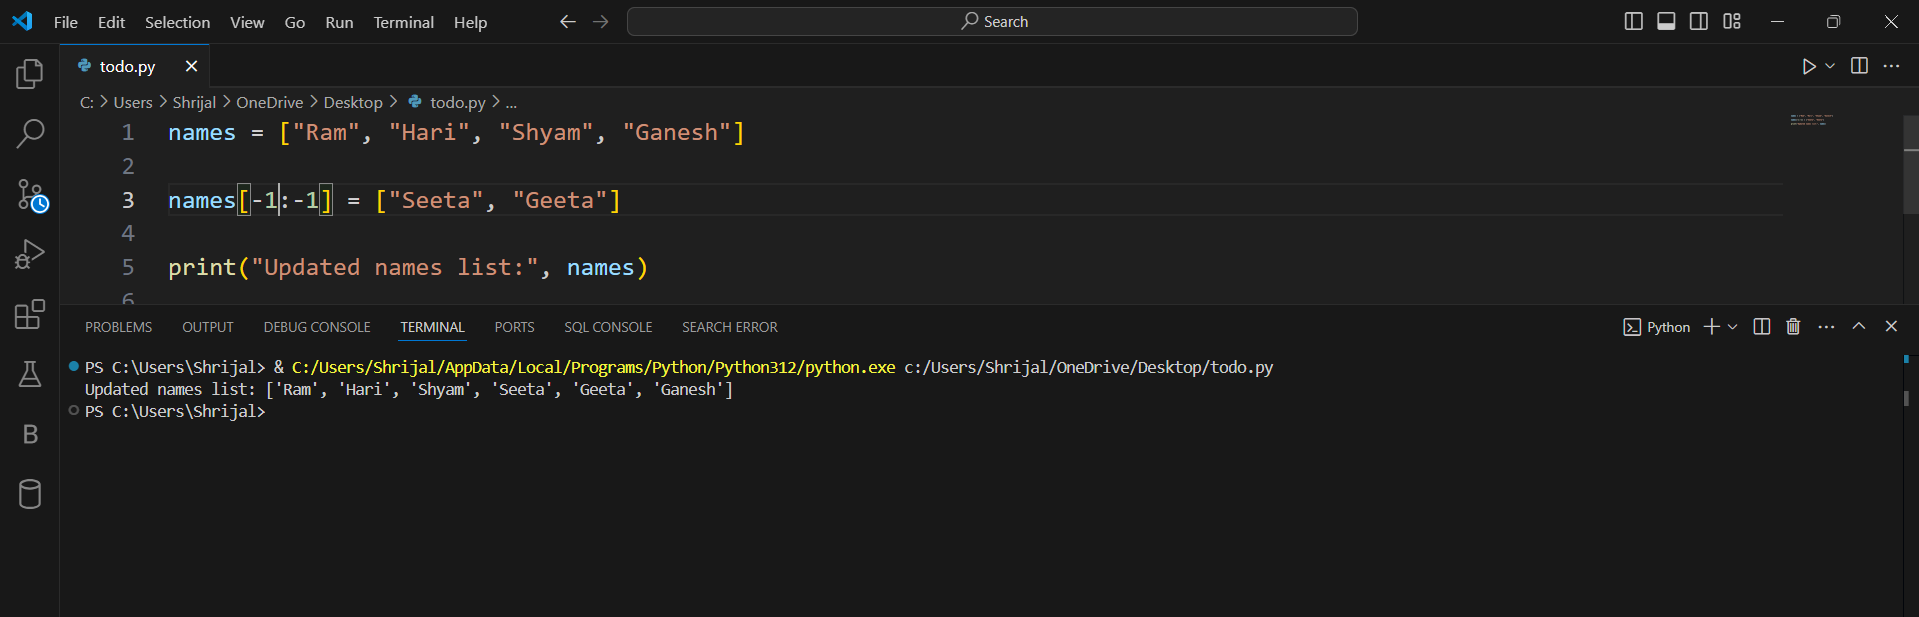 File Edit Selection View Go Run Terminal Help Search
todo.py
C: > Users > Shrijal > OneDrive > Desktop > todo.py > ...
1 names = ["Ram", "Hari", "Shyam", "Ganesh"]
2
3 names[-1:-1] = ["Seeta", "Geeta"]
4
5 print("Updated names list:", names)
6
PROBLEMS OUTPUT DEBUG CONSOLE TERMINAL PORTS SQL CONSOLE SEARCH ERROR Python
PS C:\Users\Shrijal> & C:/Users/Shrijal/AppData/Local/Programs/Python/Python312/python.exe c:/Users/Shrijal/OneDrive/Desktop/todo.py
Updated names list: ['Ram', 'Hari', 'Shyam', 'Seeta', 'Geeta', 'Ganesh']
PS C:\Users\Shrijal>
B